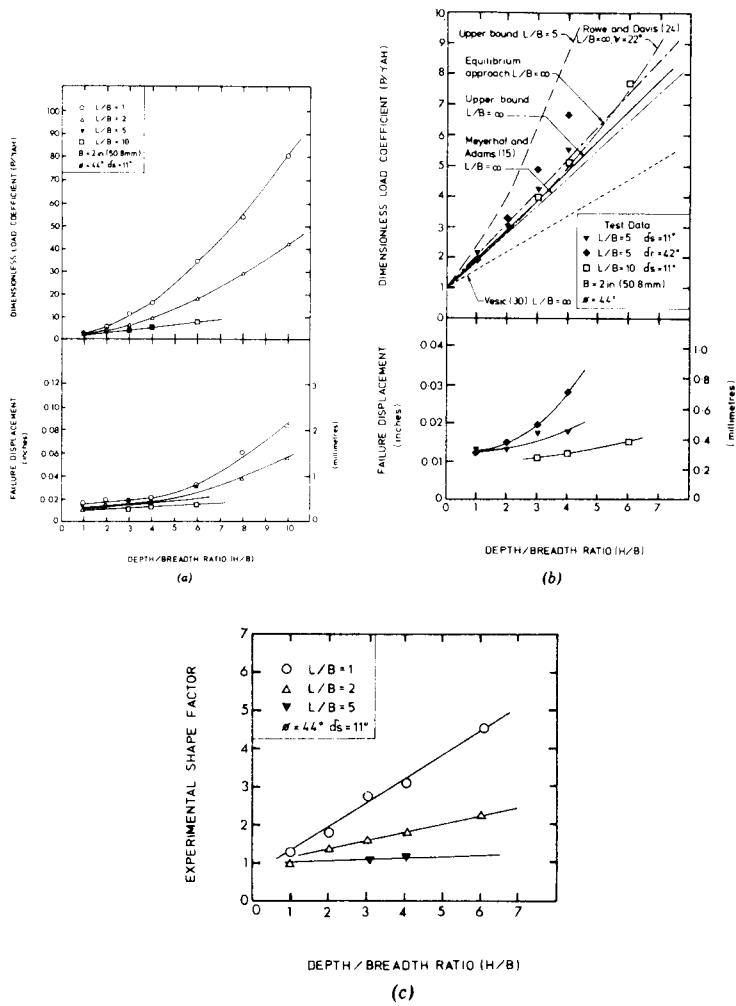 DIMENSIONLESS LOAD COEFFICIENT (P/γAH)
100
90
80
70
60
50
40
30
20
10
0
○ L/B = 1
△ L/B = 2
▼ L/B = 5
□ L/B = 10
B = 2 in (50.8mm)
ø = 44° ds = 11°
FAILURE DISPLACEMENT
(inches)
0·12
0·10
0·08
0·06
0·04
0·02
0
3
2
1
0
(millimetres)
0 1 2 3 4 5 6 7 8 9 10
DEPTH/BREADTH RATIO (H/B)
(a)
DIMENSIONLESS LOAD COEFFICIENT (P/γAH)
10
9
8
7
6
5
4
3
2
1
0
Upper bound L/B = 5
Rowe and Davis (24)
L/B=∞, ψ = 22°
Equilibrium
approach L/B = ∞
Upper bound
L/B = ∞
Meyerhof and
Adams (15)
L/B = ∞
Vesic (30) L/B = ∞
Test Data
▼ L/B = 5 ds = 11°
◆ L/B = 5 dr = 42°
□ L/B = 10 ds = 11°
B = 2 in (50 8mm)
ø = 44°
FAILURE DISPLACEMENT
(inches)
0·04
0·03
0·02
0·01
0
1·0
0·8
0·6
0·4
0·2
0
(millimetres)
0 1 2 3 4 5 6 7 8
DEPTH/BREADTH RATIO (H/B)
(b)
EXPERIMENTAL SHAPE FACTOR
7
6
5
4
3
2
1
0
○ L/B = 1
△ L/B = 2
▼ L/B = 5
ø = 44° ds = 11°
0 1 2 3 4 5 6 7
DEPTH/BREADTH RATIO (H/B)
(c)